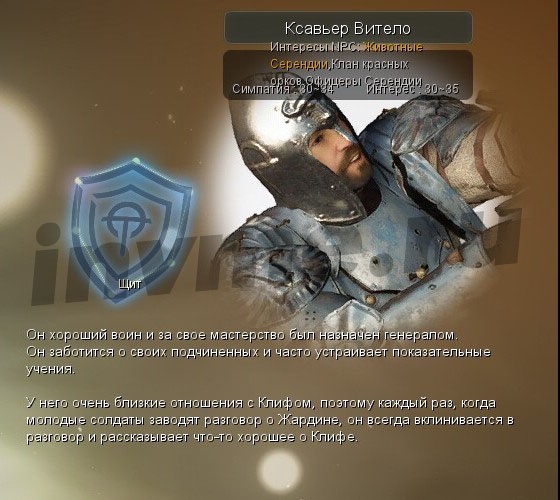 Ксавьер Витело
Интересы NPC: Животные
Серендии,Клан красных
орков,Офицеры Серендии
Симпатия : 30~34 Интерес : 30~35
Щит
Он хороший воин и за свое мастерство был назначен генералом.
Он заботится о своих подчиненных и часто устраивает показательные
учения.
У него очень близкие отношения с Клифом, поэтому каждый раз, когда
молодые солдаты заводят разговор о Жардине, он всегда вклинивается в
разговор и рассказывает что-то хорошее о Клифе.